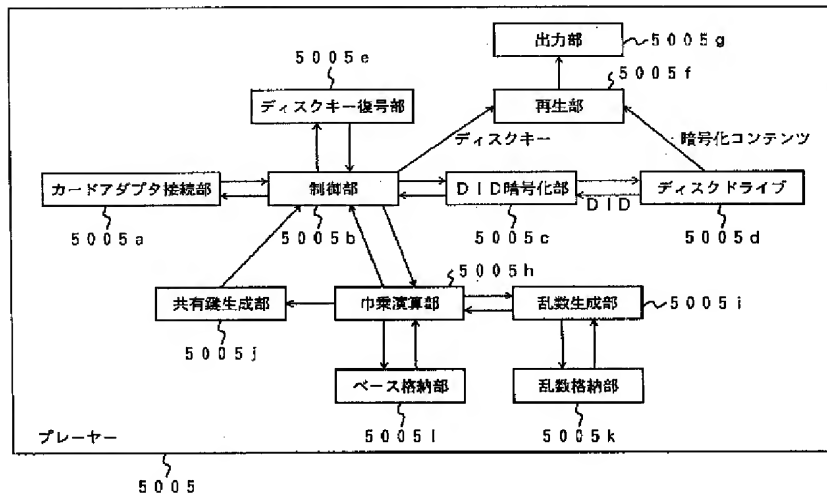 出力部
5005g
5005e
5005f
ディスクキー復号部
再生部
ディスクキー
暗号化コンテンツ
カードアダプタ接続部
制御部
DID暗号化部
ディスクドライブ
DID
5005a
5005b
5005c
5005d
5005h
共有鍵生成部
巾乗演算部
乱数生成部
5005i
5005j
ベース格納部
乱数格納部
5005l
5005k
プレーヤー
5005